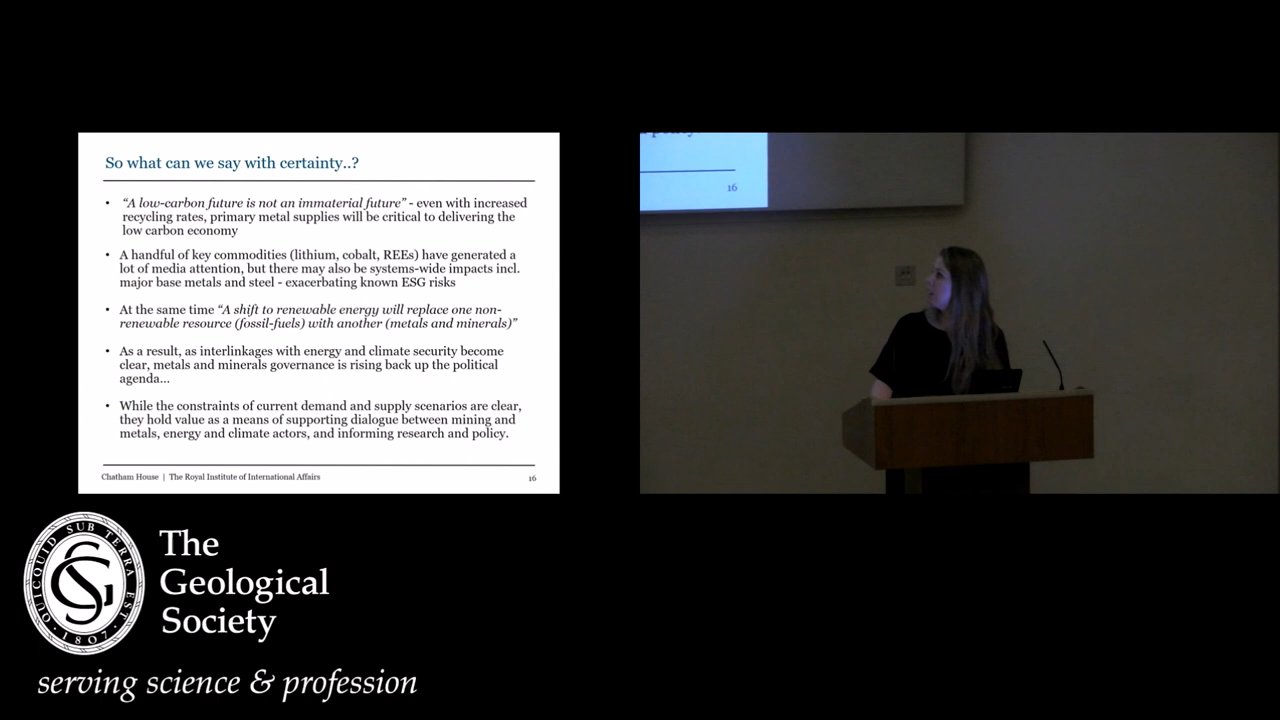 So what can we say with certainty..?
• “A low-carbon future is not an immaterial future” - even with increased
recycling rates, primary metal supplies will be critical to delivering the
low carbon economy
• A handful of key commodities (lithium, cobalt, REEs) have generated a
lot of media attention, but there may also be systems-wide impacts incl.
major base metals and steel - exacerbating known ESG risks
• At the same time “A shift to renewable energy will replace one non-
renewable resource (fossil-fuels) with another (metals and minerals)”
• As a result, as interlinkages with energy and climate security become
clear, metals and minerals governance is rising back up the political
agenda...
• While the constraints of current demand and supply scenarios are clear,
they hold value as a means of supporting dialogue between mining and
metals, energy and climate actors, and informing research and policy.
Chatham House | The Royal Institute of International Affairs
16
16
QUICQUID SUB TERRA EST
GS
· 1807 ·
The
Geological
Society
serving science & profession